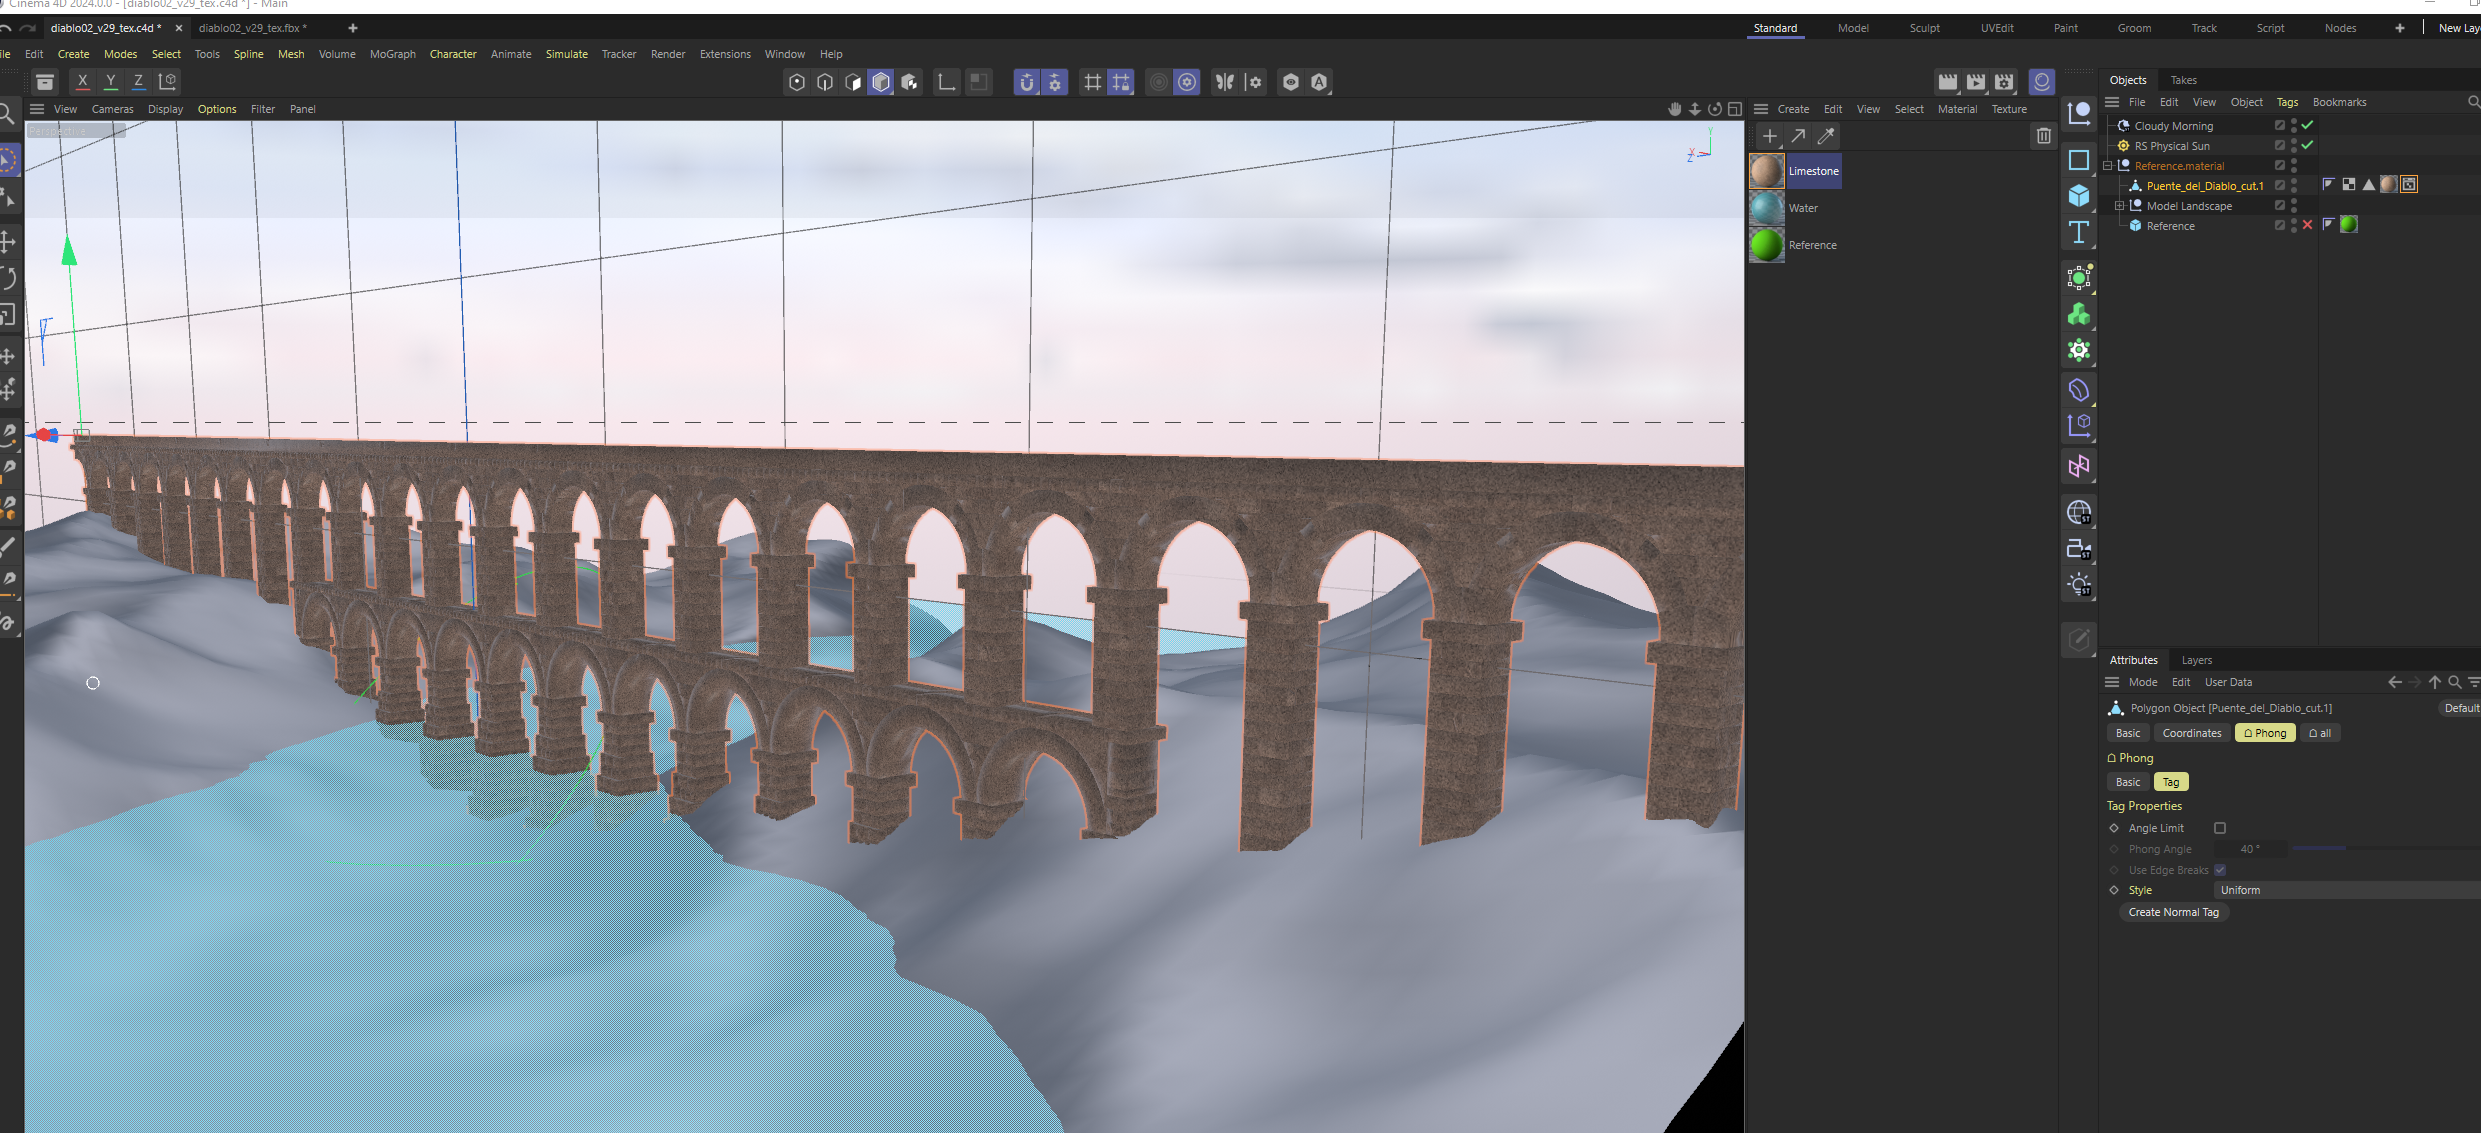 Cinema 4D 2024.0.0 - [diablo02_v29_tex.c4d *] - Main
diablo02_v29_tex.c4d * × diablo02_v29_tex.fbx * +
Standard Model Sculpt UVEdit Paint Groom Track Script Nodes + New Lay
ile Edit Create Modes Select Tools Spline Mesh Volume MoGraph Character Animate Simulate Tracker Render Extensions Window Help
X Y Z
View Cameras Display Options Filter Panel
Perspective
Y
X
Z
Create Edit View Select Material Texture
Limestone
Water
Reference
Objects Takes
File Edit View Object Tags Bookmarks
Cloudy Morning
RS Physical Sun
Reference.material
Puente_del_Diablo_cut.1
Model Landscape
Reference
ST
ST
ST
Attributes Layers
Mode Edit User Data
Polygon Object [Puente_del_Diablo_cut.1] Default
Basic Coordinates Phong all
Phong
Basic Tag
Tag Properties
Angle Limit
Phong Angle 40 °
Use Edge Breaks
Style Uniform
Create Normal Tag